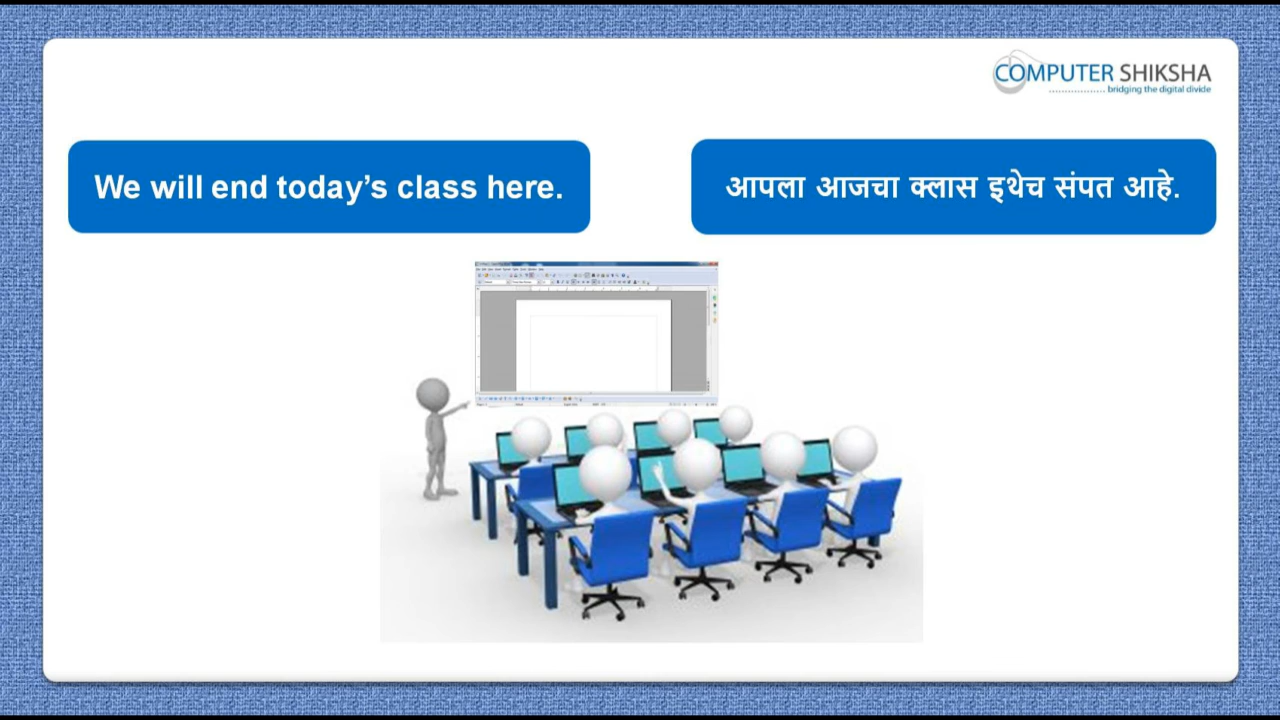 COMPUTER SHIKSHA
bridging the digital divide
We will end today’s class here.
आपला आजचा क्लास इथेच संपत आहे.